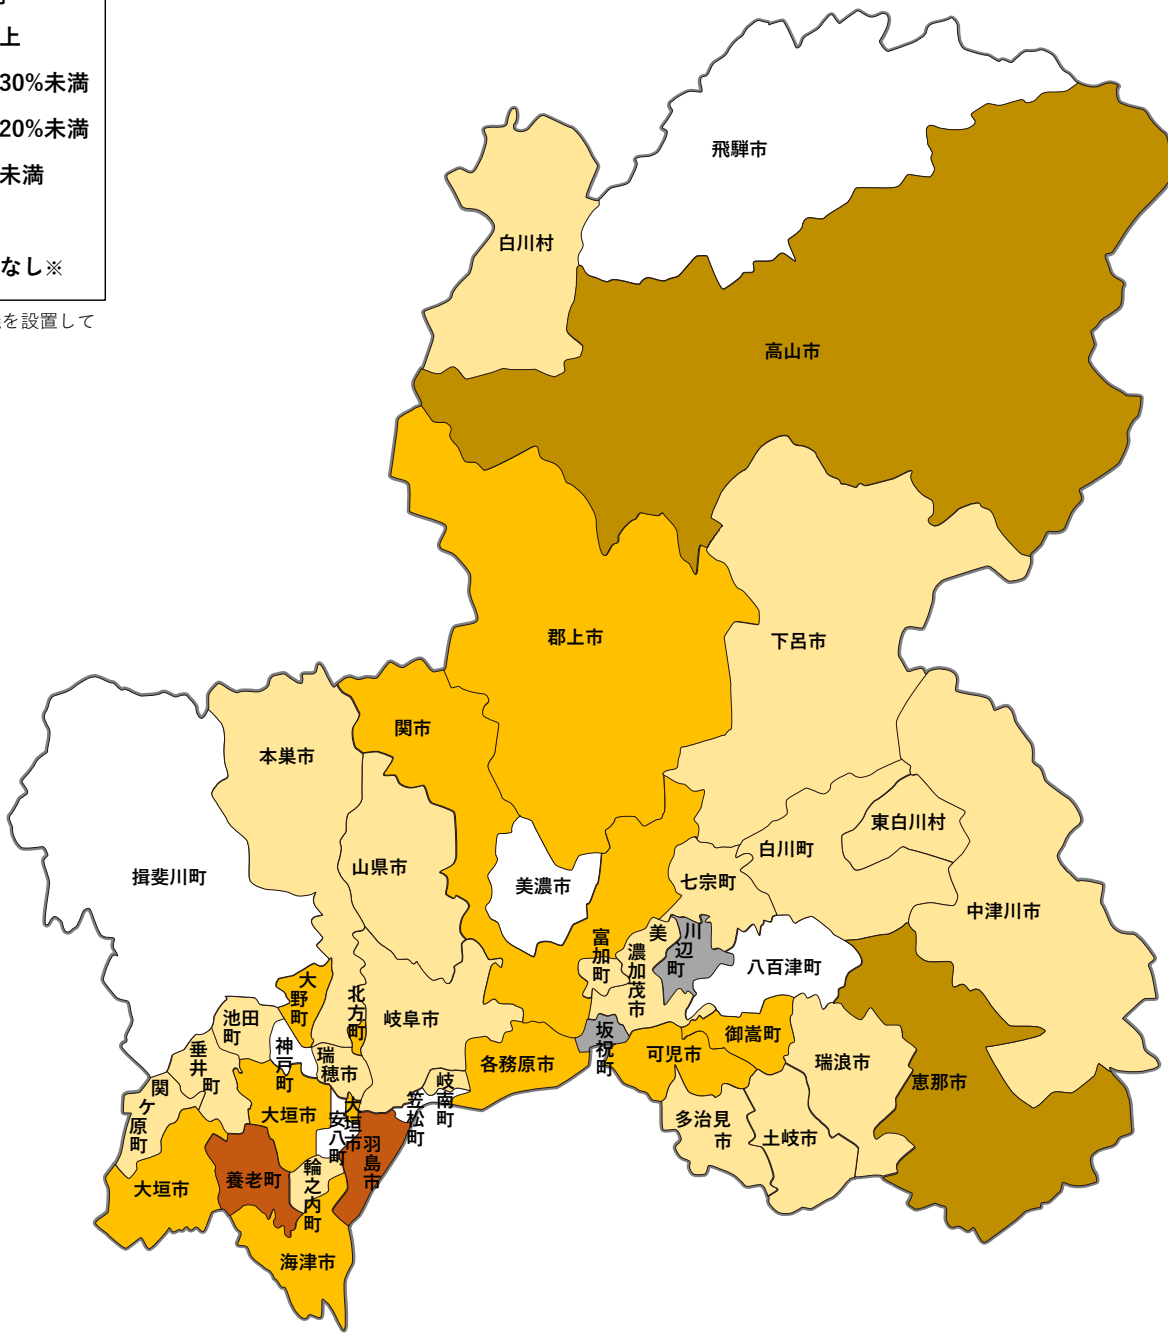 上
30%未満
20%未満
未満
なし※
を設置して
飛騨市
白川村
高山市
郡上市
下呂市
関市
本巣市
東白川村
白川町
山県市
揖斐川町
美濃市
七宗町
中津川市
美濃加茂市
川辺町
富加町
八百津町
大野町
北方町
岐阜市
池田町
坂祝町
御嵩町
神戸町
垂井町
瑞穂市
各務原市
可児市
瑞浪市
恵那市
関ケ原町
岐南町
笠松町
大垣市
安八町
大垣市
多治見市
土岐市
羽島市
輪之内町
養老町
大垣市
海津市